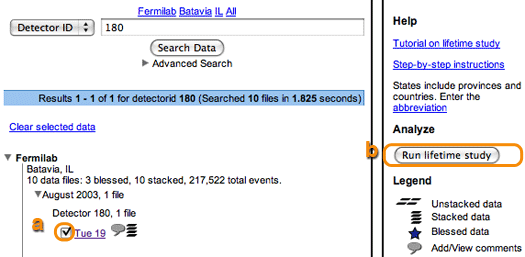 Fermilab Batavia IL All
Detector ID 180
Search Data
Advanced Search
Results 1 - 1 of 1 for detectorid 180 (Searched 10 files in 1.825 seconds)
Clear selected data
Fermilab
Batavia, IL
10 data files: 3 blessed, 10 stacked, 217,522 total events.
August 2003, 1 file
Detector 180, 1 file
a Tue 19
Help
Tutorial on lifetime study
Step-by-step instructions
States include provinces and
countries. Enter the
abbreviation
Analyze
b Run lifetime study
Legend
Unstacked data
Stacked data
Blessed data
Add/View comments